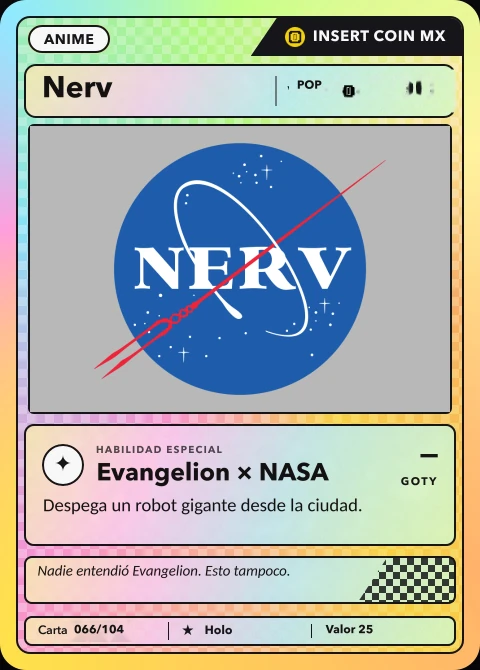 ANIME
INSERT COIN MX
Nerv
POP
NERV
HABILIDAD ESPECIAL
Evangelion × NASA
GOTY
Despega un robot gigante desde la ciudad.
Nadie entendió Evangelion. Esto tampoco.
Carta 066/104 ★ Holo Valor 25